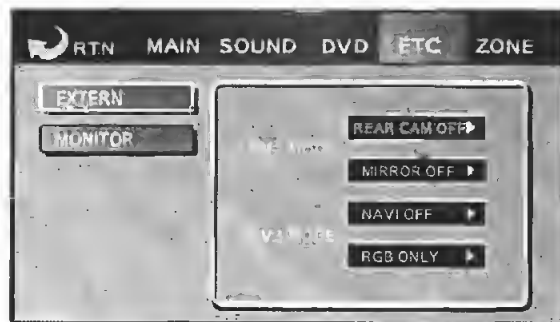 RTN MAIN SOUND DVD ETC ZONE
EXTERN
MONITOR
REAR CAM OFF
MIRROR OFF
NAVI OFF
RGB ONLY